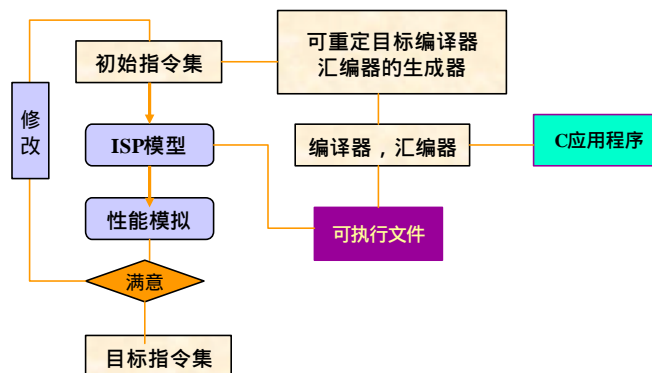 初始指令集
可重定目标编译器
汇编器的生成器
修
改
ISP模型
编译器，汇编器
C应用程序
性能模拟
可执行文件
满意
目标指令集